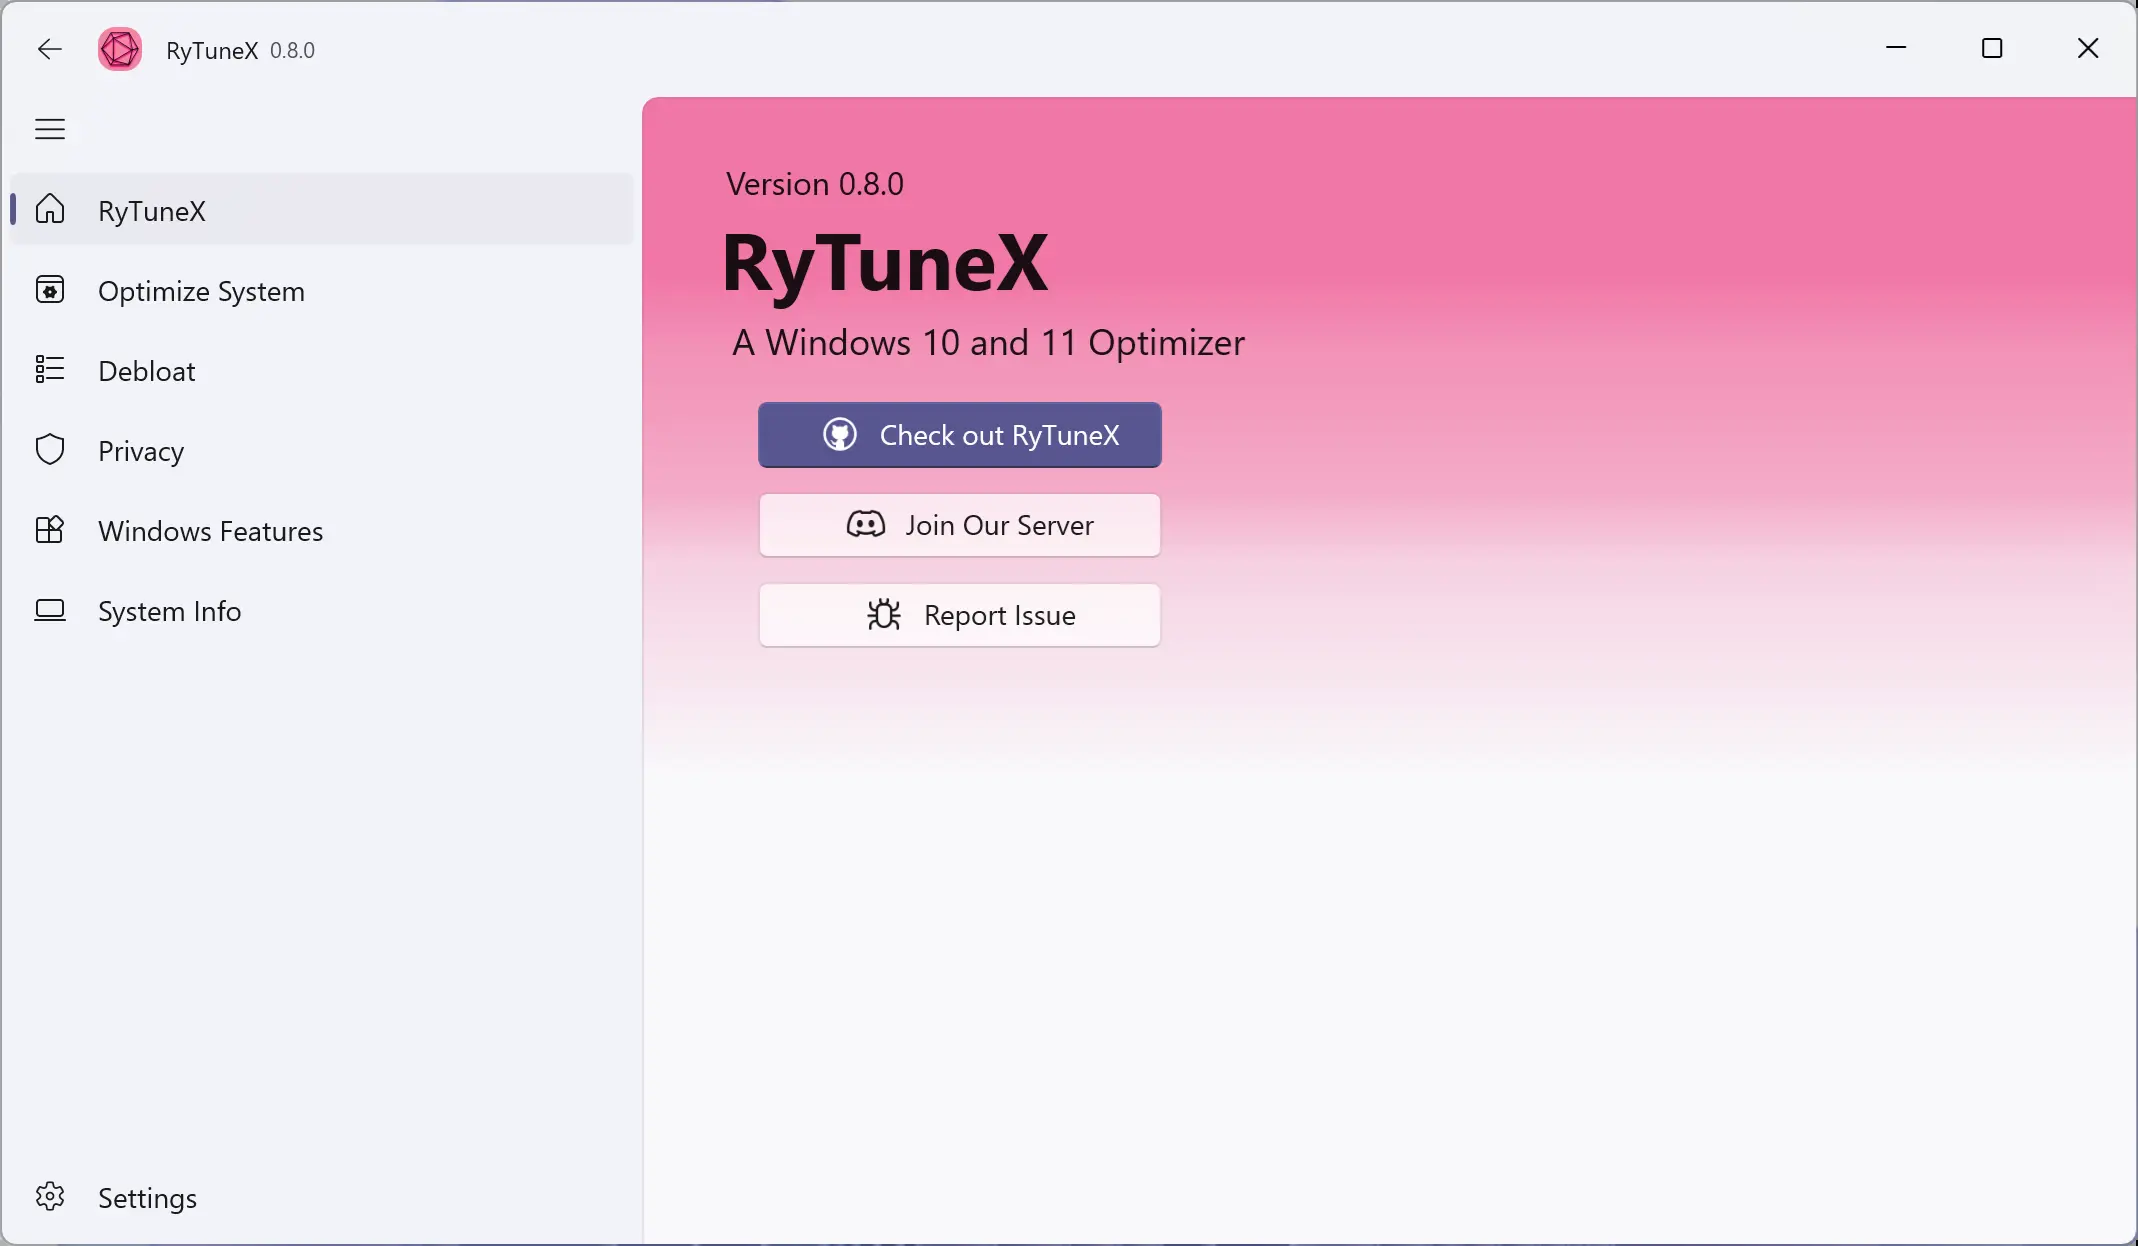 RyTuneX 0.8.0
RyTuneX
Optimize System
Debloat
Privacy
Windows Features
System Info
Settings
Version 0.8.0
RyTuneX
A Windows 10 and 11 Optimizer
Check out RyTuneX
Join Our Server
Report Issue